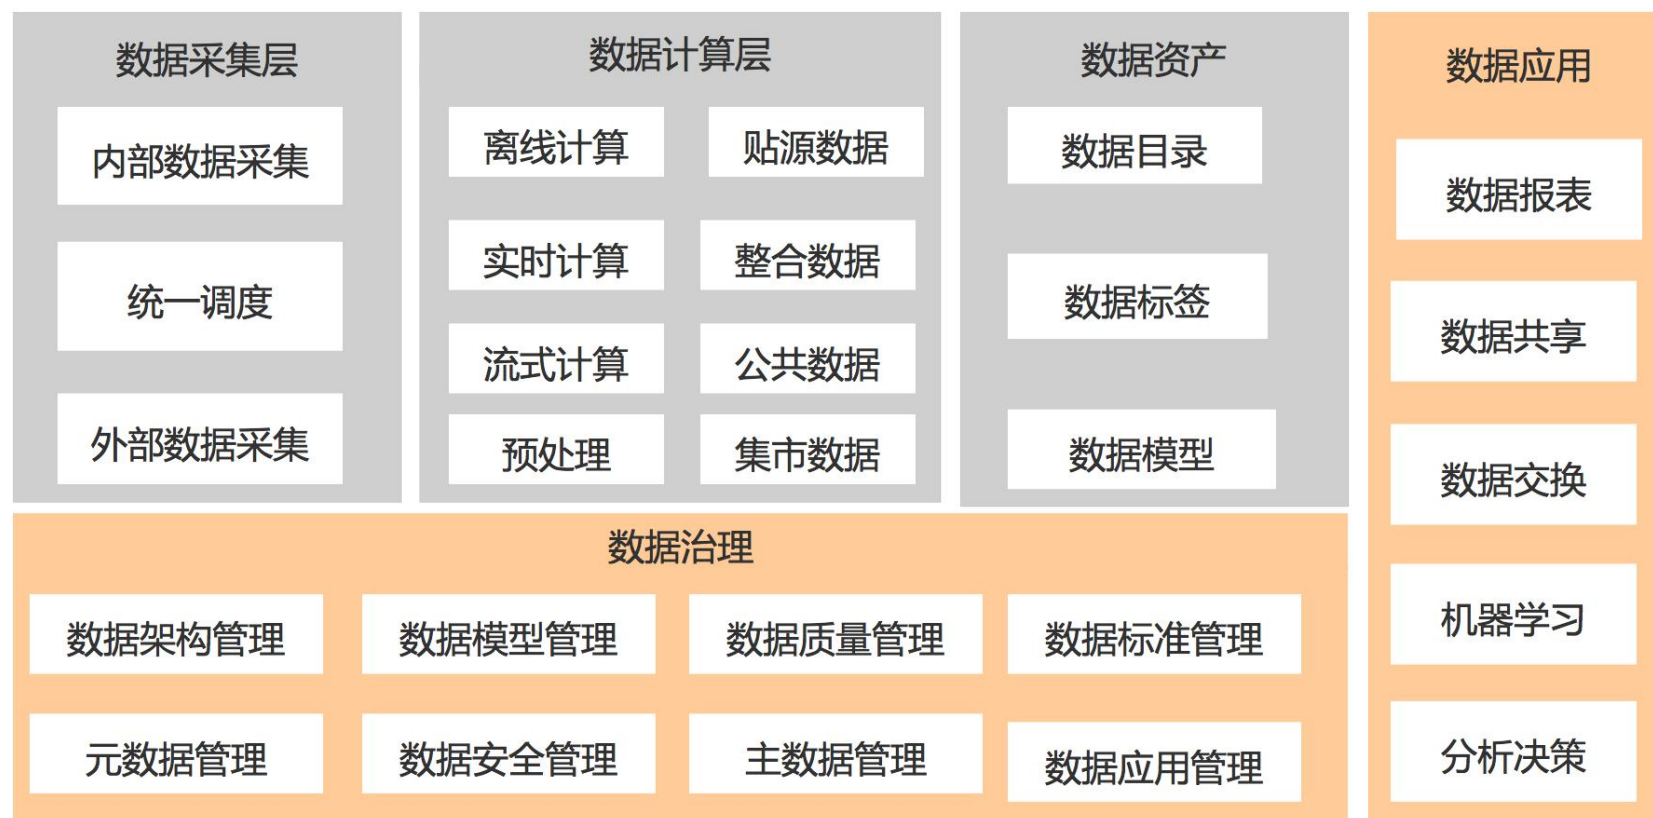 数据采集层
内部数据采集
统一调度
外部数据采集
数据计算层
离线计算
贴源数据
实时计算
整合数据
流式计算
公共数据
预处理
集市数据
数据资产
数据目录
数据标签
数据模型
数据应用
数据报表
数据共享
数据交换
机器学习
分析决策
数据治理
数据架构管理
数据模型管理
数据质量管理
数据标准管理
元数据管理
数据安全管理
主数据管理
数据应用管理